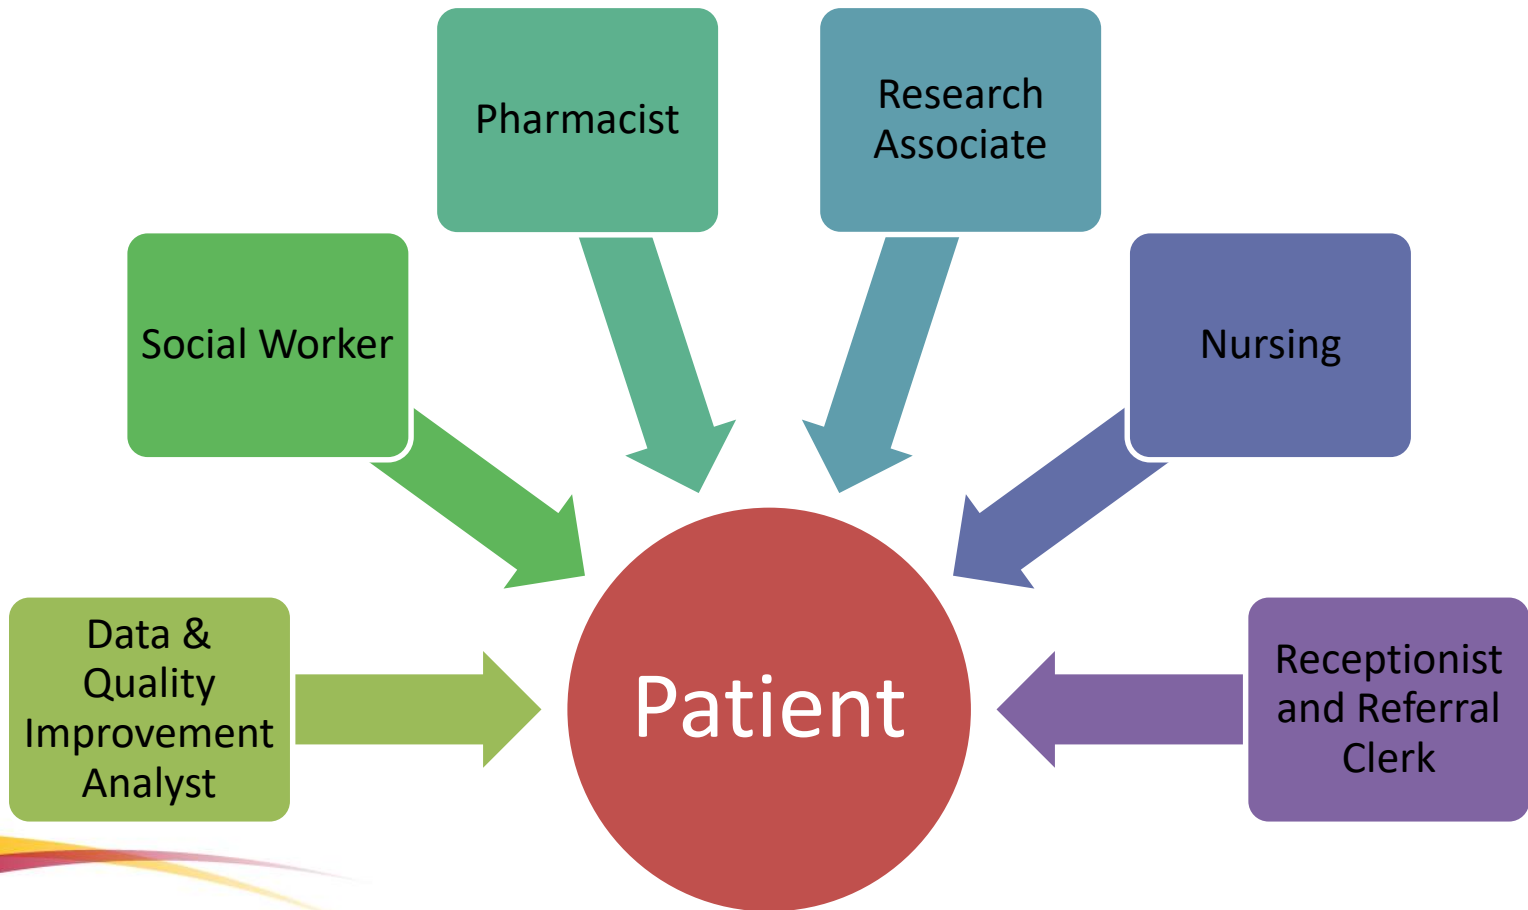 Pharmacist
Research
Associate
Social Worker
Nursing
Data &
Quality
Improvement
Analyst
Patient
Receptionist
and Referral
Clerk